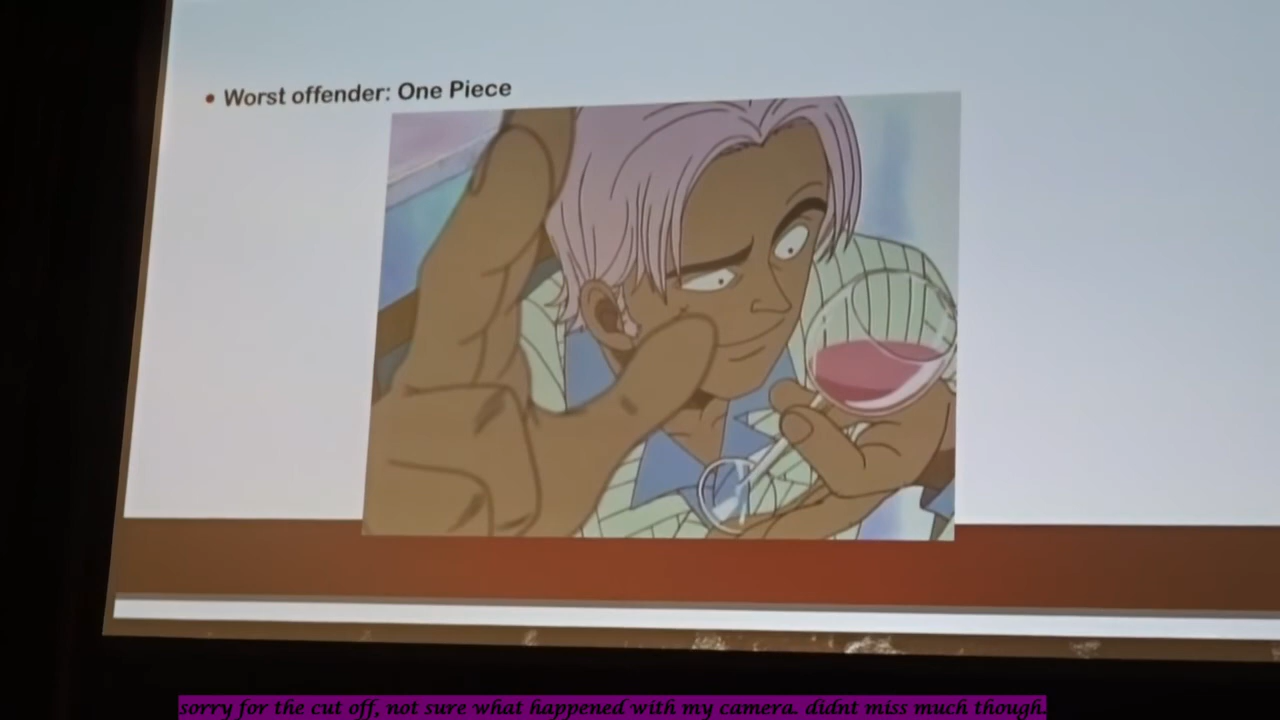 Worst offender: One Piece
sorry for the cut off, not sure what happened with my camera. didnt miss much though.